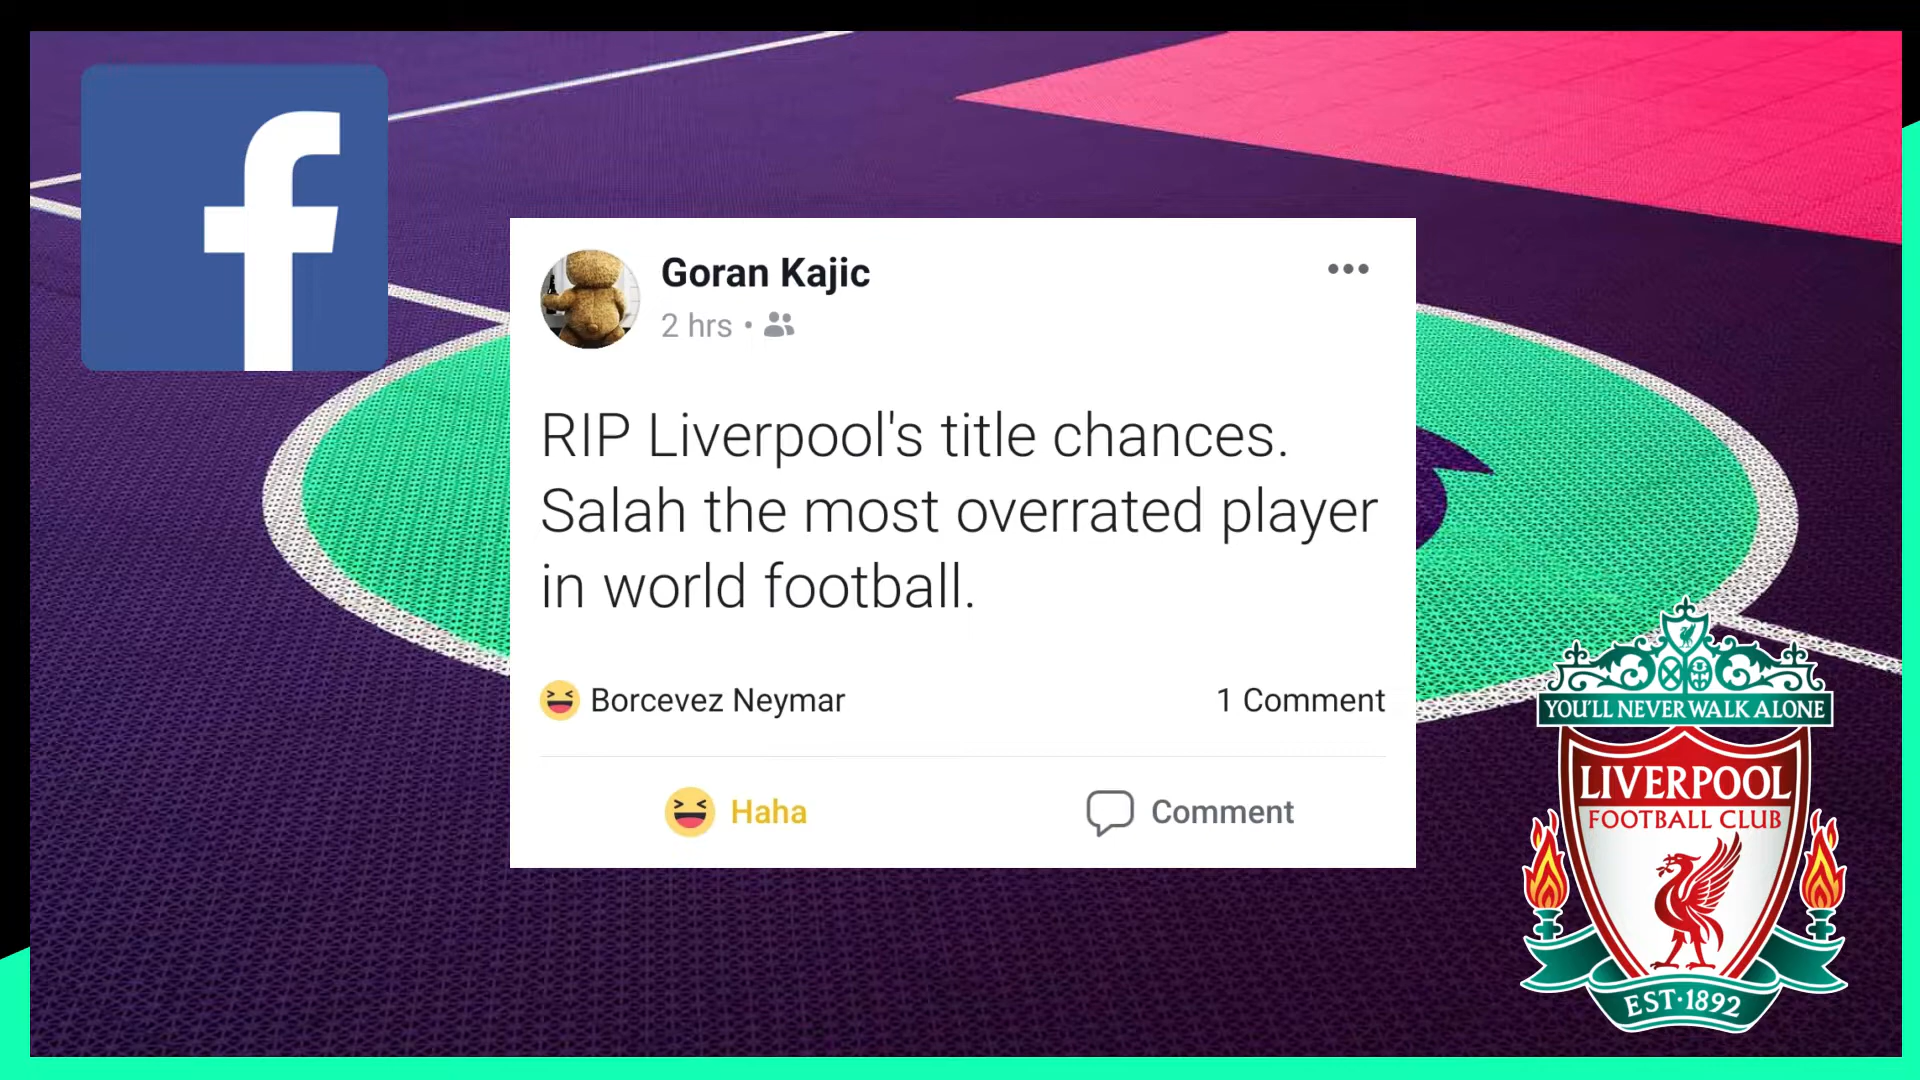 f
Goran Kajic
2 hrs •
RIP Liverpool's title chances.
Salah the most overrated player
in world football.
Borcevez Neymar
1 Comment
Haha
Comment
YOU'LL NEVER WALK ALONE
LIVERPOOL
FOOTBALL CLUB
EST·1892